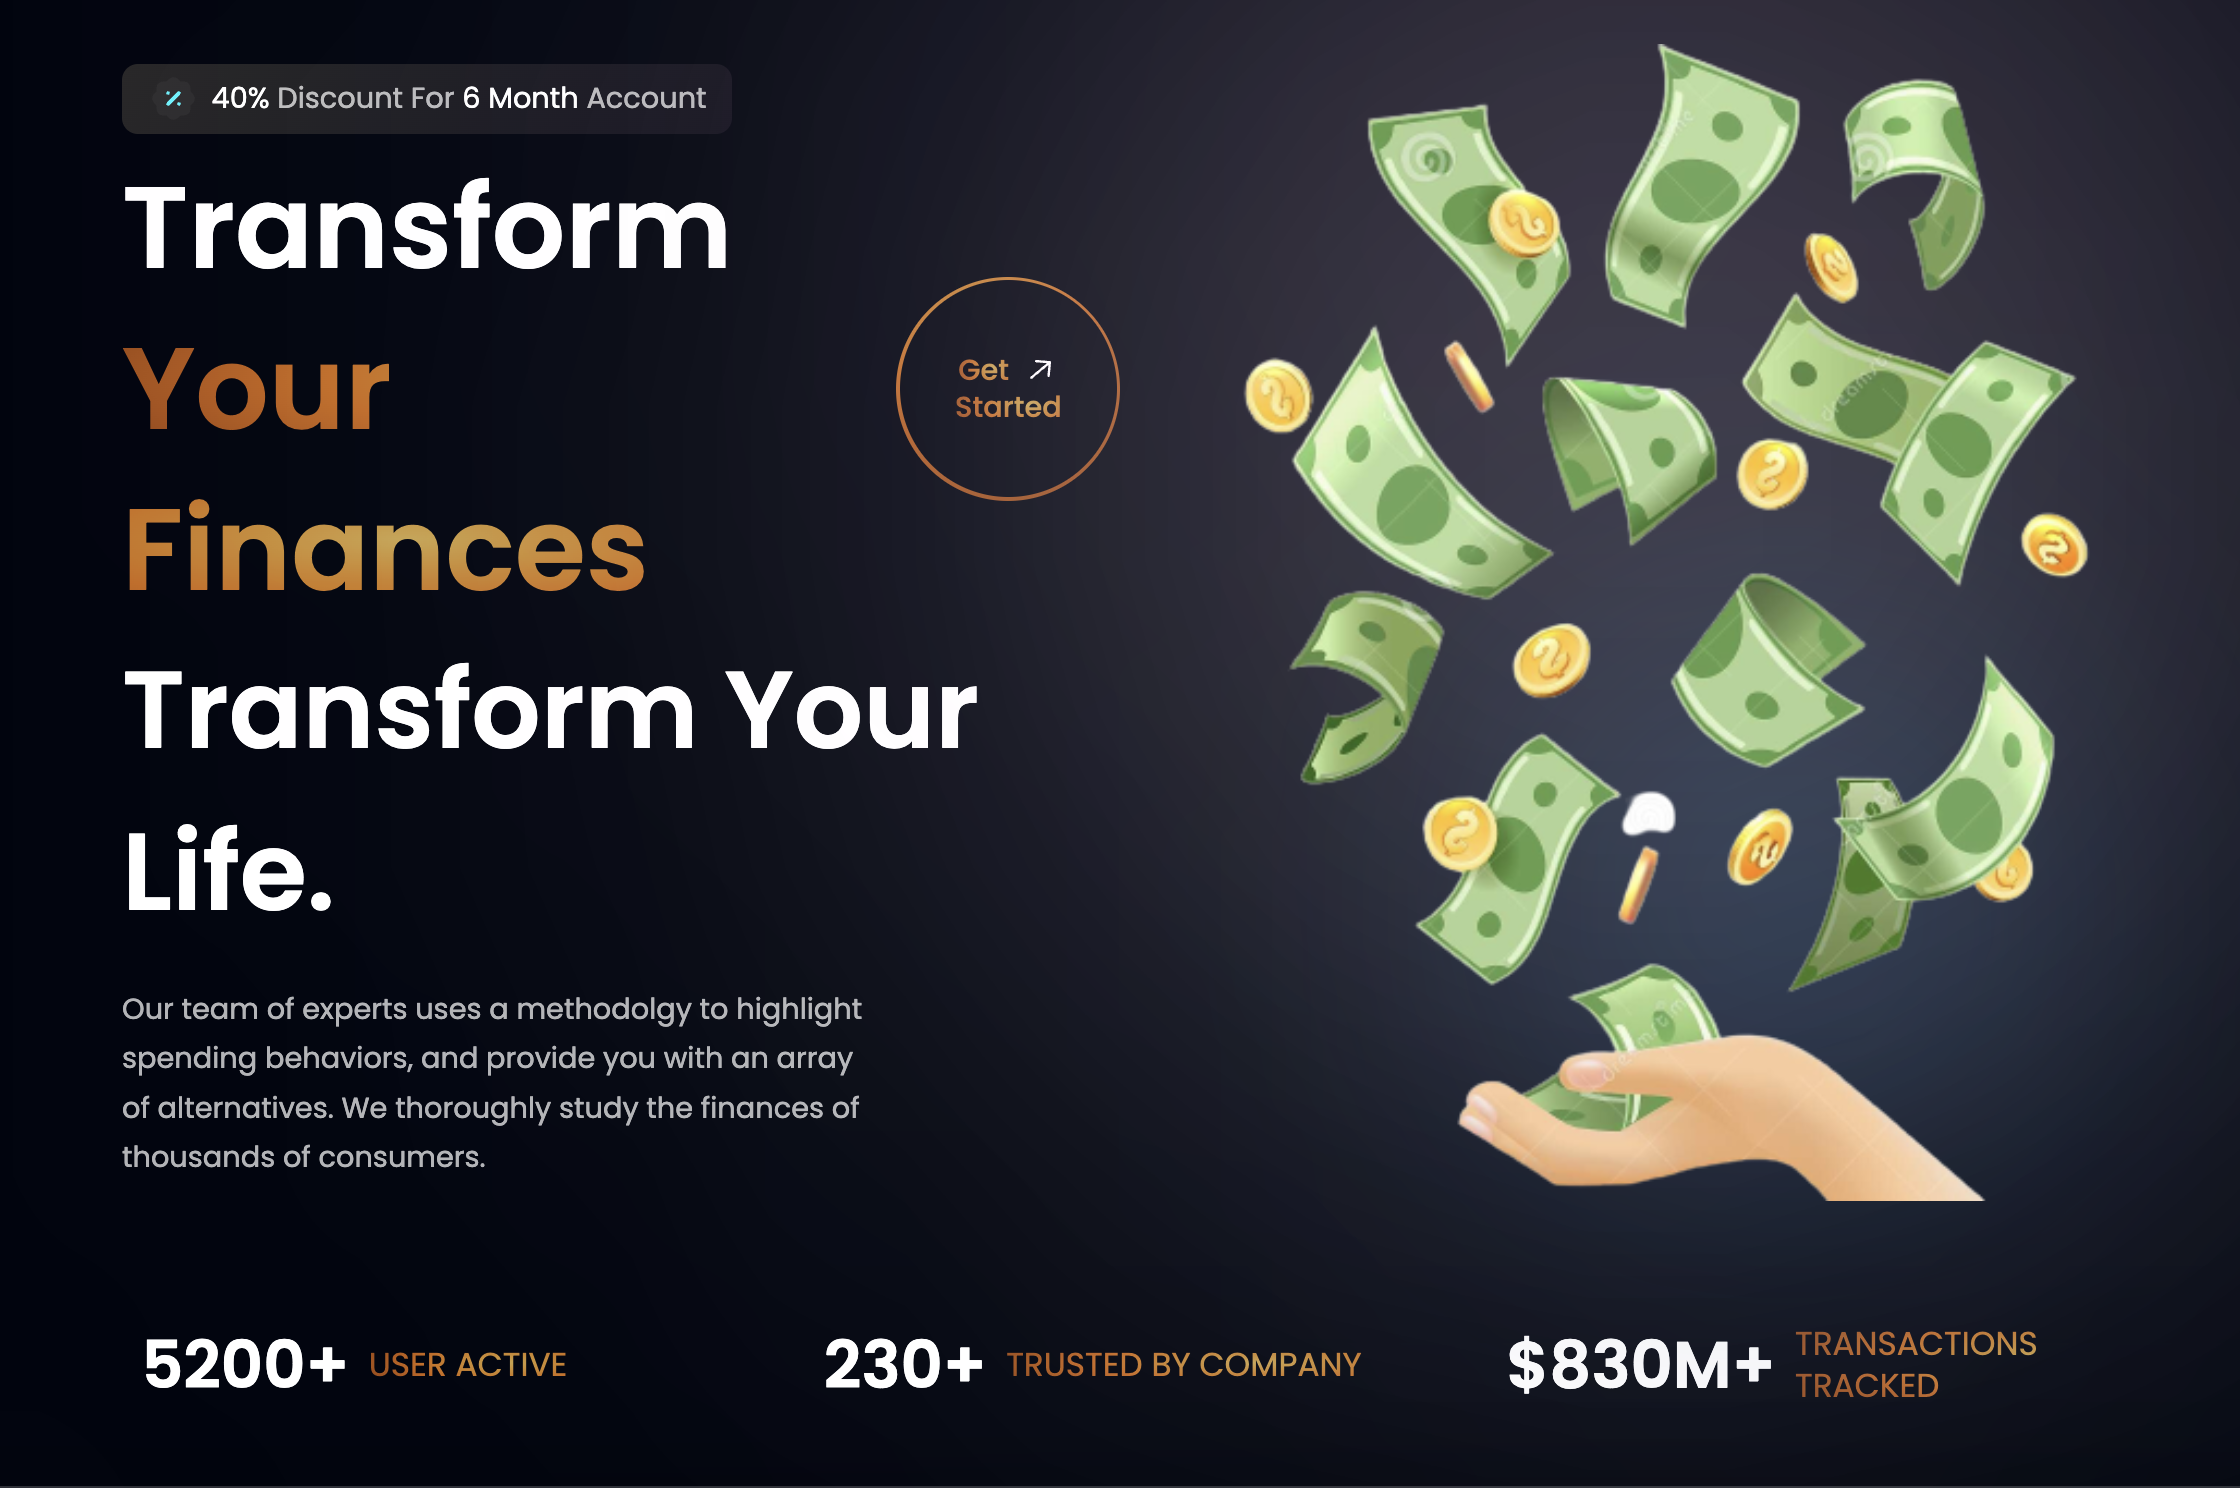 40% Discount For 6 Month Account
Transform
Your
Finances
Transform Your
Life.
Get
Started
Our team of experts uses a methodolgy to highlight
spending behaviors, and provide you with an array
of alternatives. We thoroughly study the finances of
thousands of consumers.
5200+ USER ACTIVE
230+ TRUSTED BY COMPANY
$830M+ TRANSACTIONS
TRACKED